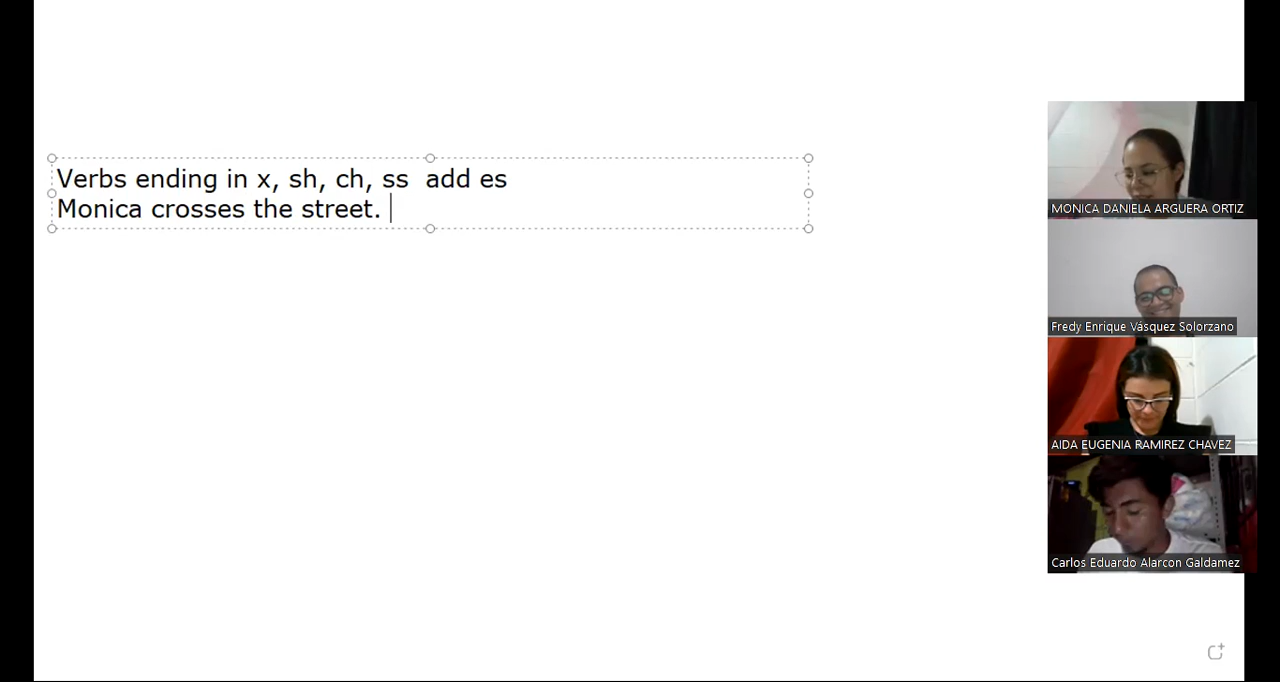 Verbs ending in x, sh, ch, ss  add es
Monica crosses the street.
MONICA DANIELA ARGUERA ORTIZ
Fredy Enrique Vásquez Solorzano
AIDA EUGENIA RAMIREZ CHAVEZ
Carlos Eduardo Alarcon Galdamez